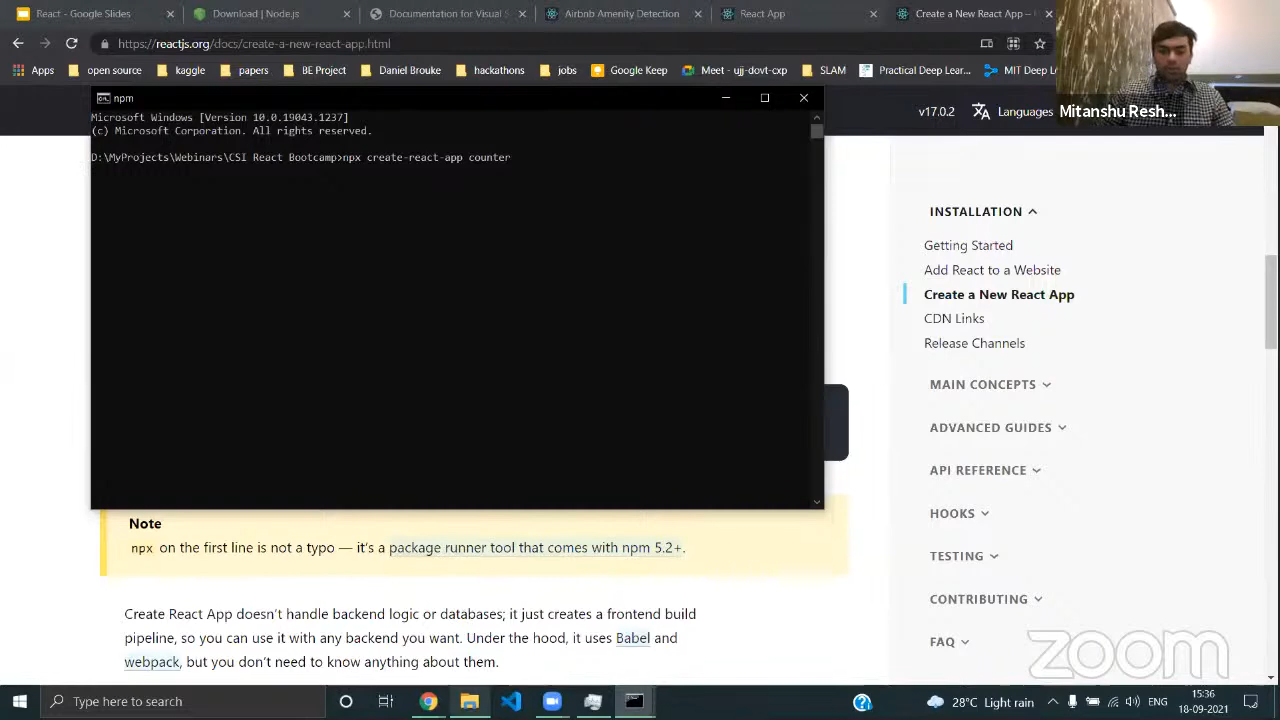 React - Google Slides
Download | Node.js
Documentation for Visual S
Airbnb Amenity Detection
React App
Create a New React App –
https://reactjs.org/docs/create-a-new-react-app.html
Apps
open source
kaggle
papers
BE Project
Daniel Brouke
hackathons
jobs
Google Keep
Meet - ujj-dovt-cxp
SLAM
Practical Deep Lear...
MIT Deep Le
Mitanshu Resh...
npm
Microsoft Windows [Version 10.0.19043.1237]
(c) Microsoft Corporation. All rights reserved.
D:\MyProjects\Webinars\CSI React Bootcamp>npx create-react-app counter
v17.0.2
Languages
INSTALLATION
Getting Started
Add React to a Website
Create a New React App
CDN Links
Release Channels
MAIN CONCEPTS
ADVANCED GUIDES
API REFERENCE
HOOKS
TESTING
CONTRIBUTING
FAQ
Note
npx on the first line is not a typo — it's a package runner tool that comes with npm 5.2+.
Create React App doesn't handle backend logic or databases; it just creates a frontend build
pipeline, so you can use it with any backend you want. Under the hood, it uses Babel and
webpack, but you don't need to know anything about them.
zoom
Type here to search
28°C Light rain
ENG
15:36
18-09-2021